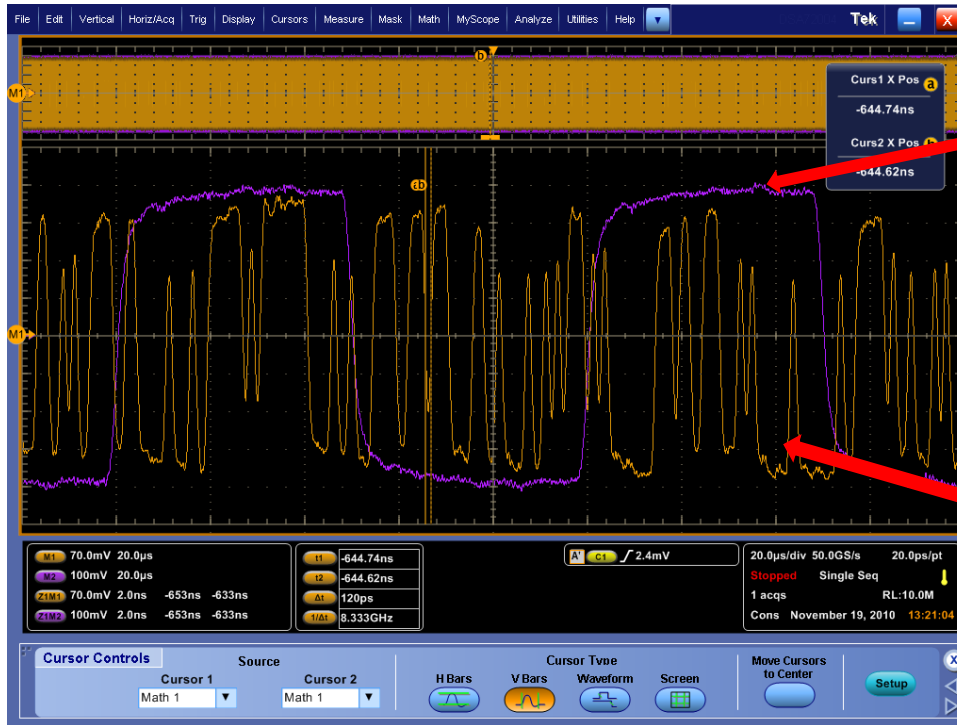 File Edit Vertical Horiz/Acq Trig Display Cursors Measure Mask Math MyScope Analyze Utilities Help Tek X
b
M1
Curs1 X Pos a
-644.74ns
Curs2 X Pos
-644.62ns
ab
M1
M1 70.0mV 20.0µs
M2 100mV 20.0µs
Z1M1 70.0mV 2.0ns -653ns -633ns
Z1M2 100mV 2.0ns -653ns -633ns
t1 -644.74ns
t2 -644.62ns
Δt 120ps
1/Δt 8.333GHz
A' C1 2.4mV
20.0µs/div 50.0GS/s 20.0ps/pt
Stopped Single Seq
1 acqs RL:10.0M
Cons November 19, 2010 13:21:04
Cursor Controls
Source
Cursor 1
Math 1
Cursor 2
Math 1
Cursor Type
H Bars V Bars Waveform Screen
Move Cursors
to Center
Setup
X